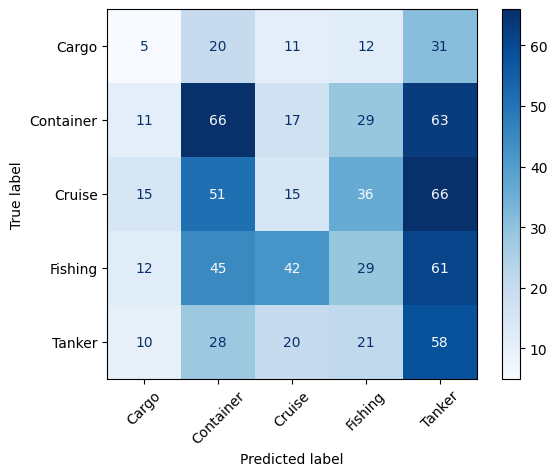 Cargo 5 20 11 12 31
Container 11 66 17 29 63
Cruise 15 51 15 36 66
Fishing 12 45 42 29 61
Tanker 10 28 20 21 58
Cargo Container Cruise Fishing Tanker
Predicted label
True label
60
50
40
30
20
10